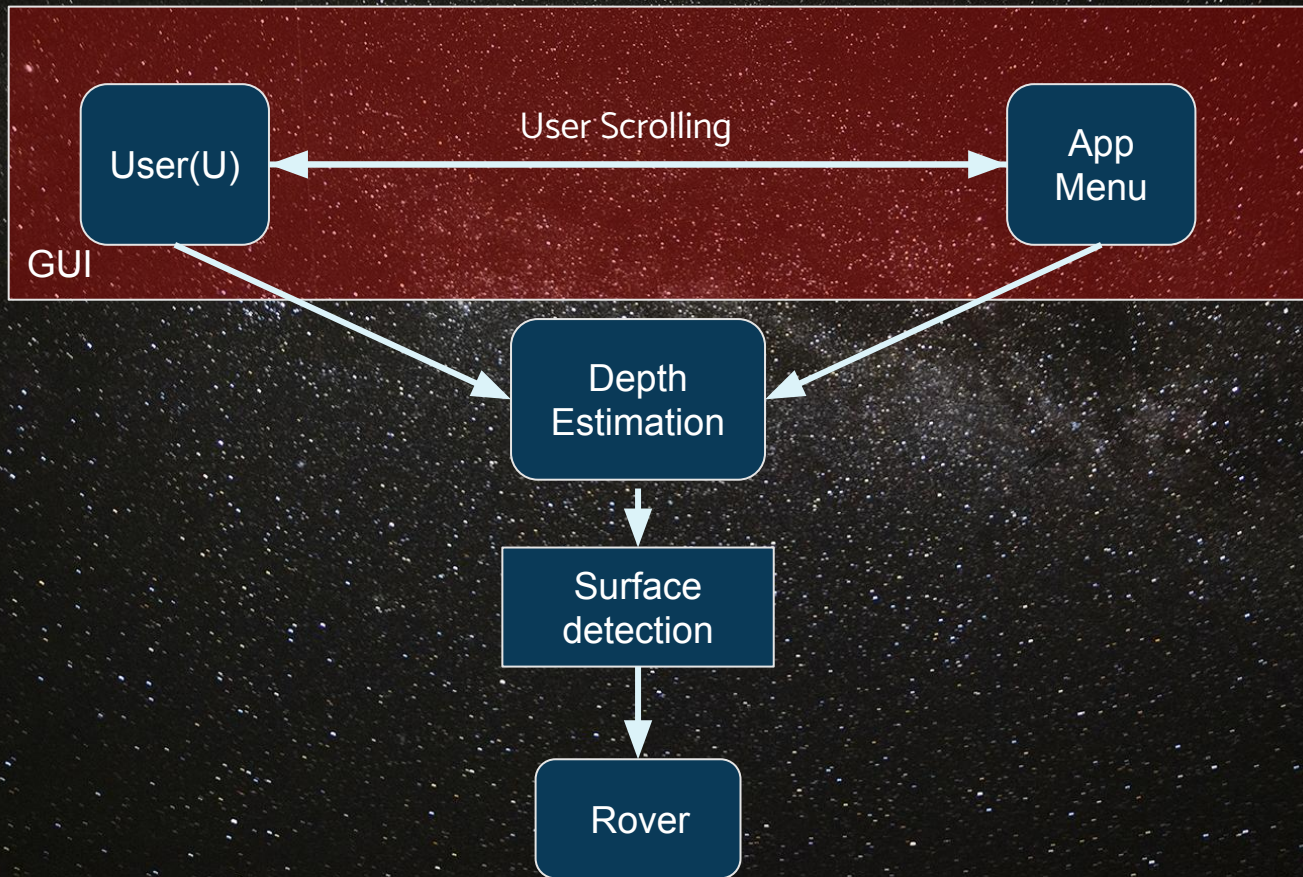 User Scrolling
User(U)
App
Menu
GUI
Depth
Estimation
Surface
detection
Rover